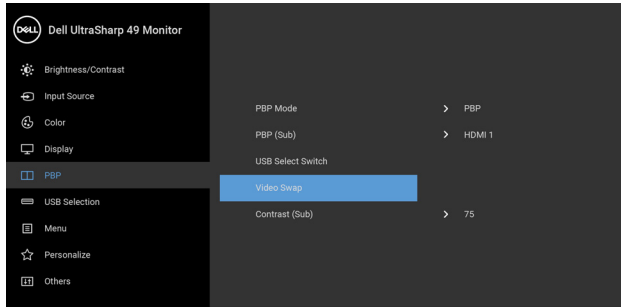 DELL Dell UltraSharp 49 Monitor
Brightness/Contrast
Input Source
Color
Display
PBP
USB Selection
Menu
Personalize
Others
PBP Mode > PBP
PBP (Sub) > HDMI 1
USB Select Switch
Video Swap
Contrast (Sub) > 75